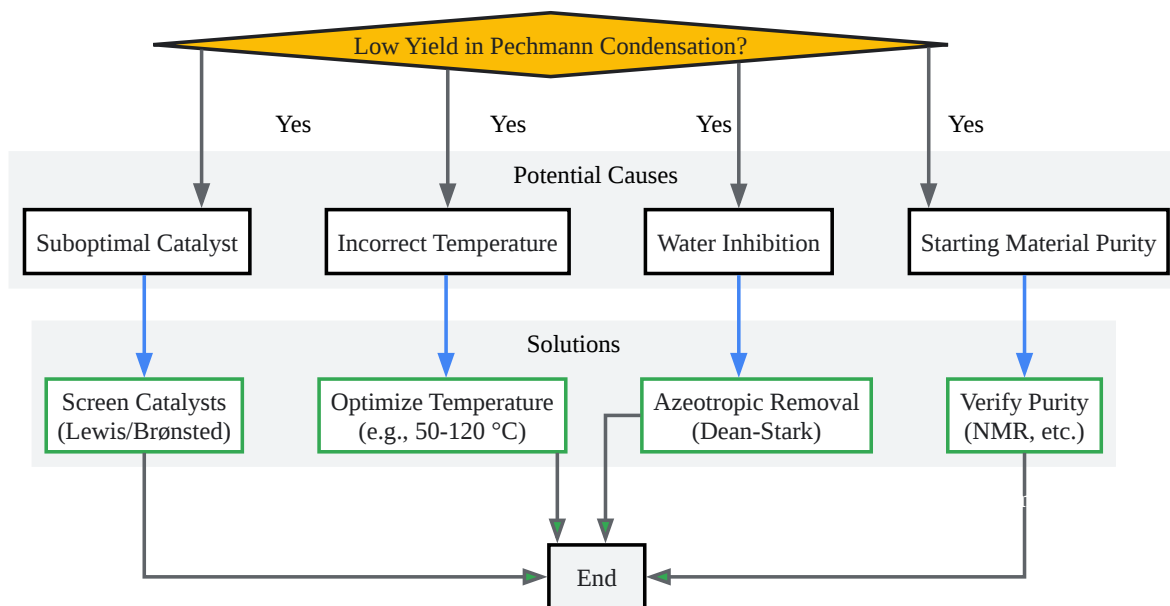 Low Yield in Pechmann Condensation?
Yes
Yes
Yes
Yes
Potential Causes
Suboptimal Catalyst
Incorrect Temperature
Water Inhibition
Starting Material Purity
Solutions
Screen Catalysts
(Lewis/Brønsted)
Optimize Temperature
(e.g., 50-120 °C)
Azeotropic Removal
(Dean-Stark)
Verify Purity
(NMR, etc.)
End